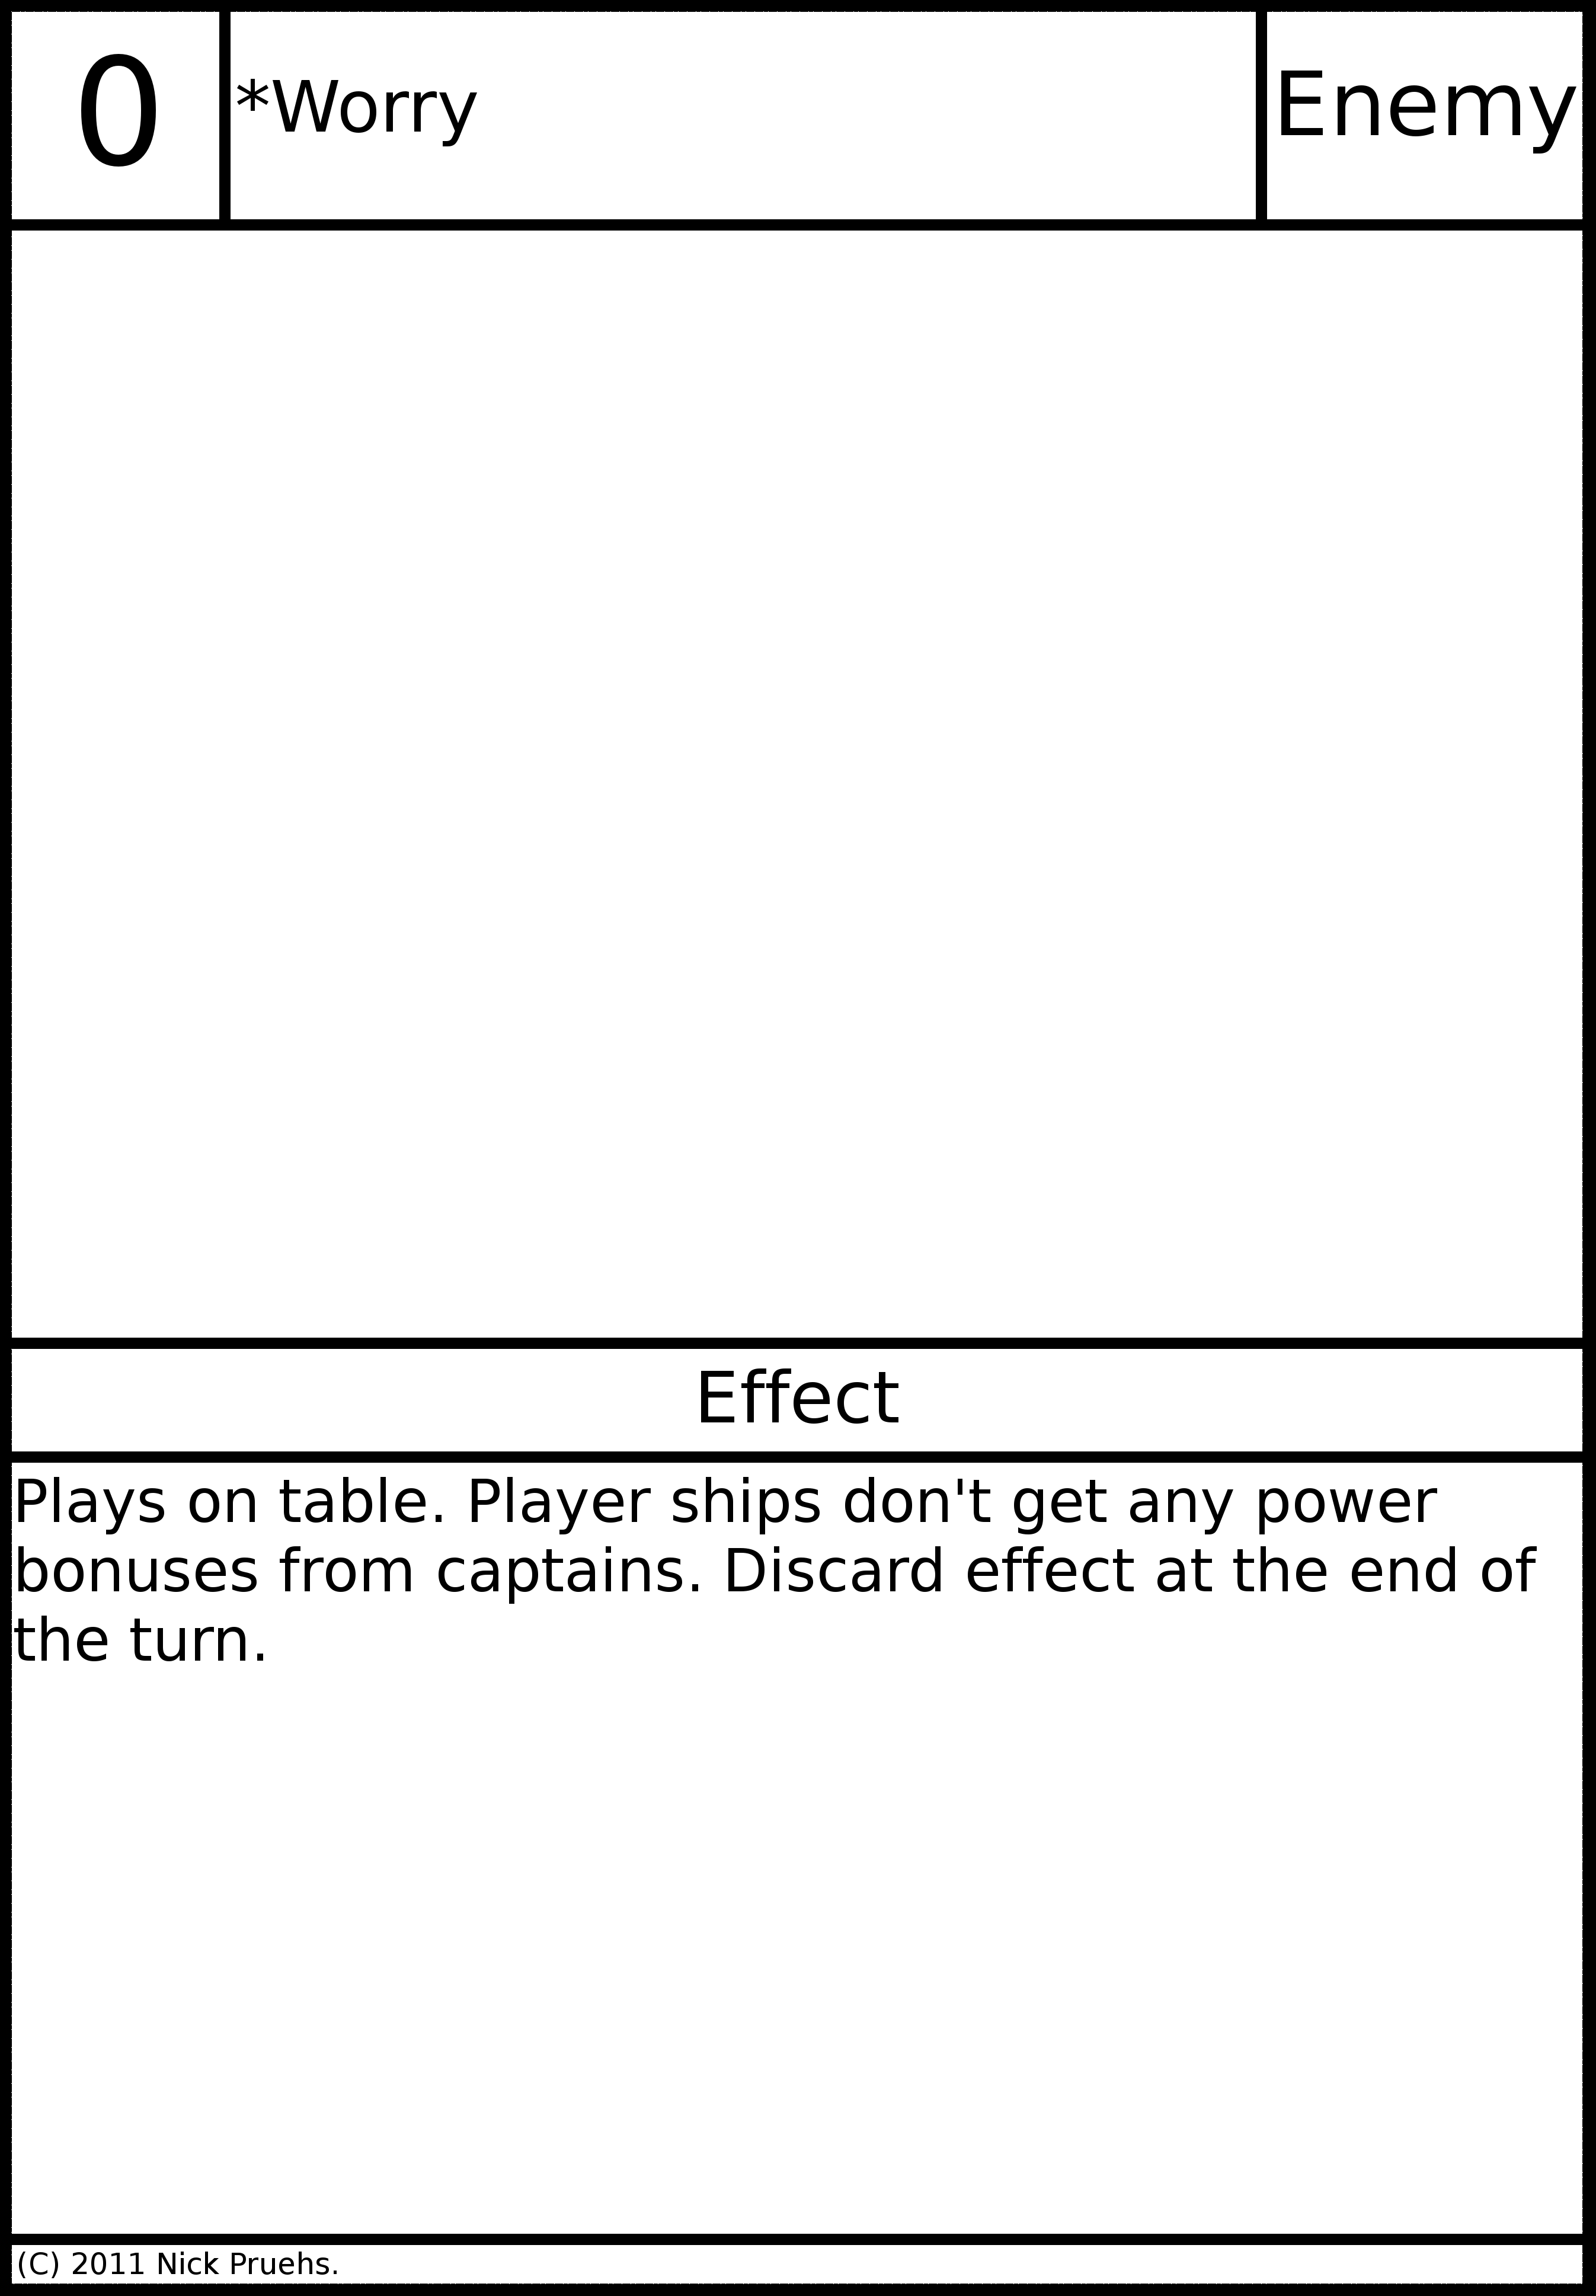 0
*Worry
Enemy
Effect
Plays on table. Player ships don't get any power
bonuses from captains. Discard effect at the end of
the turn.
(C) 2011 Nick Pruehs.